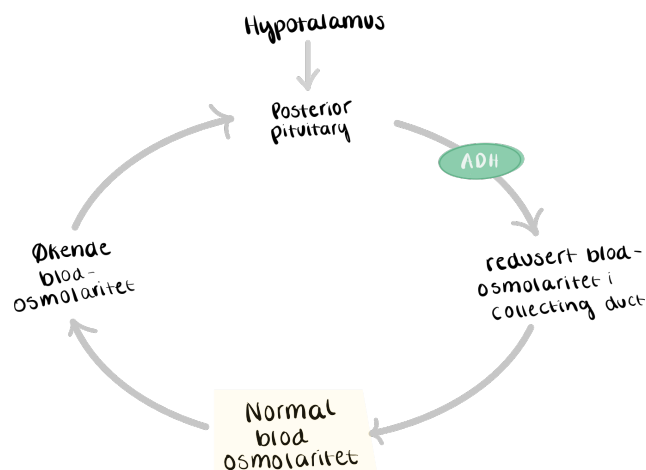 Hypotalamus
Posterior
pituitary
ADH
redusert blod-
osmolaritet i
collecting duct
Normal
blod
osmolaritet
Økende
blod-
osmolaritet